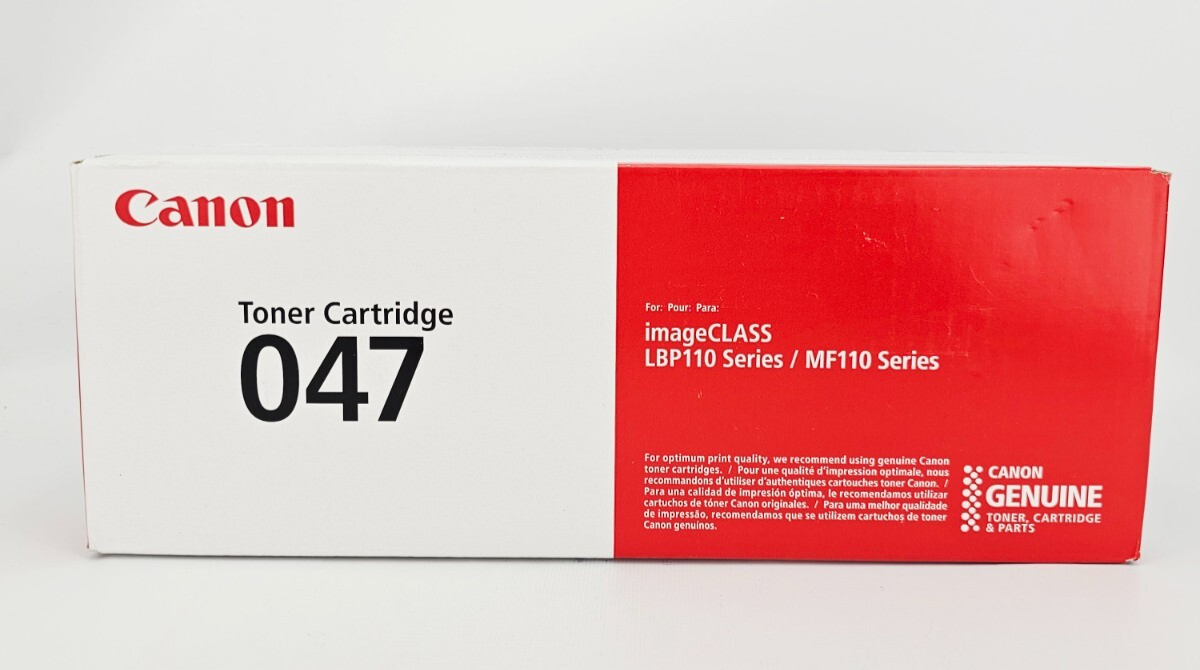 Canon
Toner Cartridge
047
For: Pour: Para:
imageCLASS
LBP110 Series / MF110 Series
For optimum print quality, we recommend using genuine Canon
toner cartridges. / Pour une qualité d'impression optimale, nous
recommandons d'utiliser d'authentiques cartouches toner Canon. /
Para una calidad de impresión óptima, le recomendamos utilizar
cartuchos de tóner Canon originales. / Para uma melhor qualidade
de impressão, recomendamos que se utilizem cartuchos de toner
Canon genuínos.
CANON
GENUINE
TONER, CARTRIDGE
& PARTS